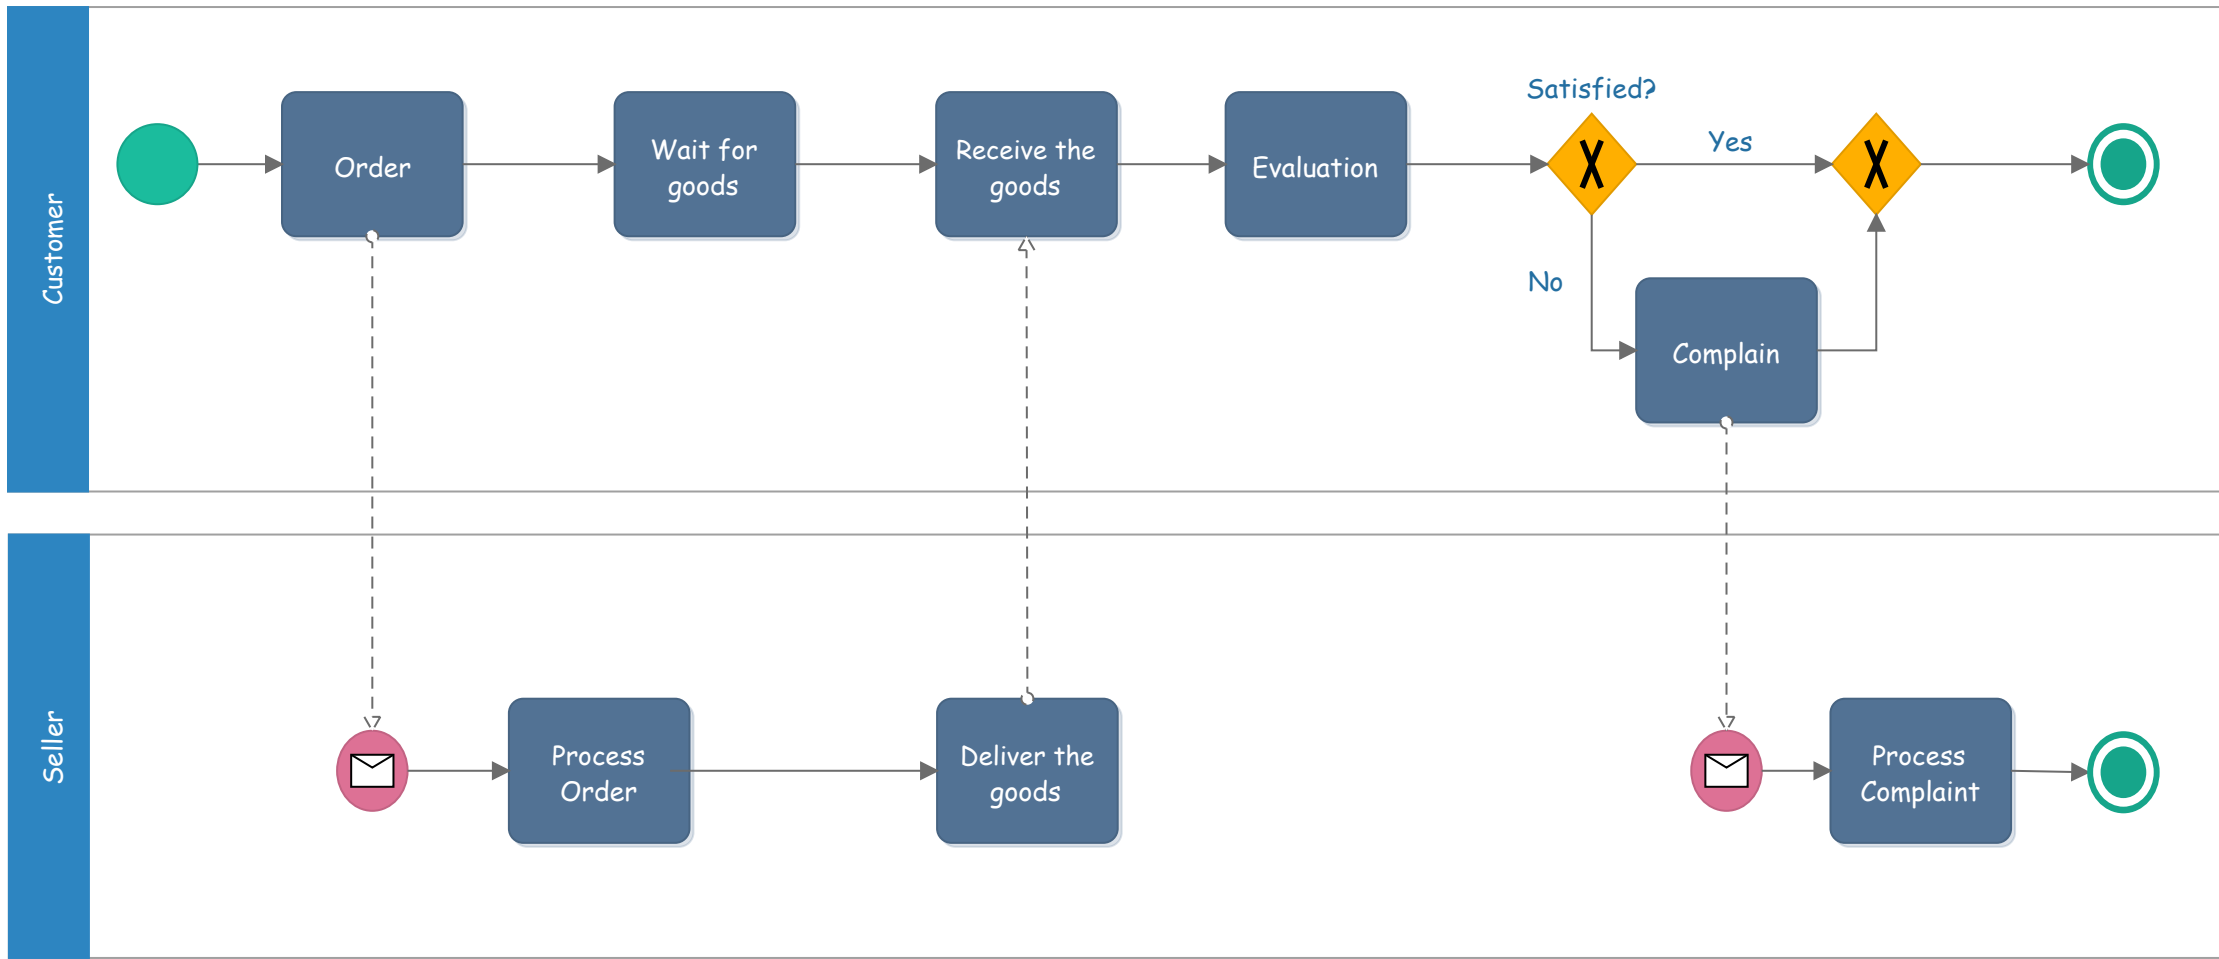 Customer
Order
Wait for
goods
Receive the
goods
Evaluation
Satisfied?
Yes
No
Complain
Seller
Process
Order
Deliver the
goods
Process
Complaint